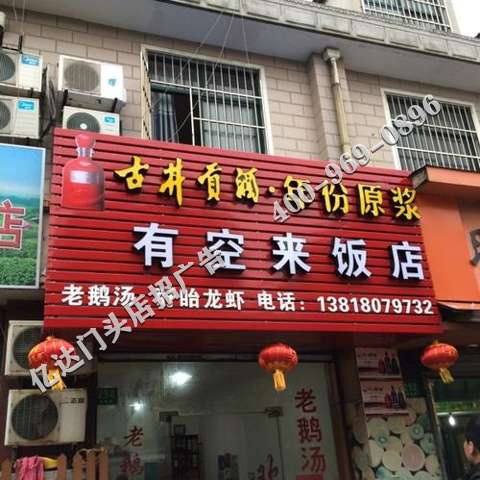 古井贡酒·年份原浆
有空来饭店
老鹅汤 盱眙龙虾 电话：13818079732
400-969-0896
亿达门头店招广告
店
老鹅汤
老鹅